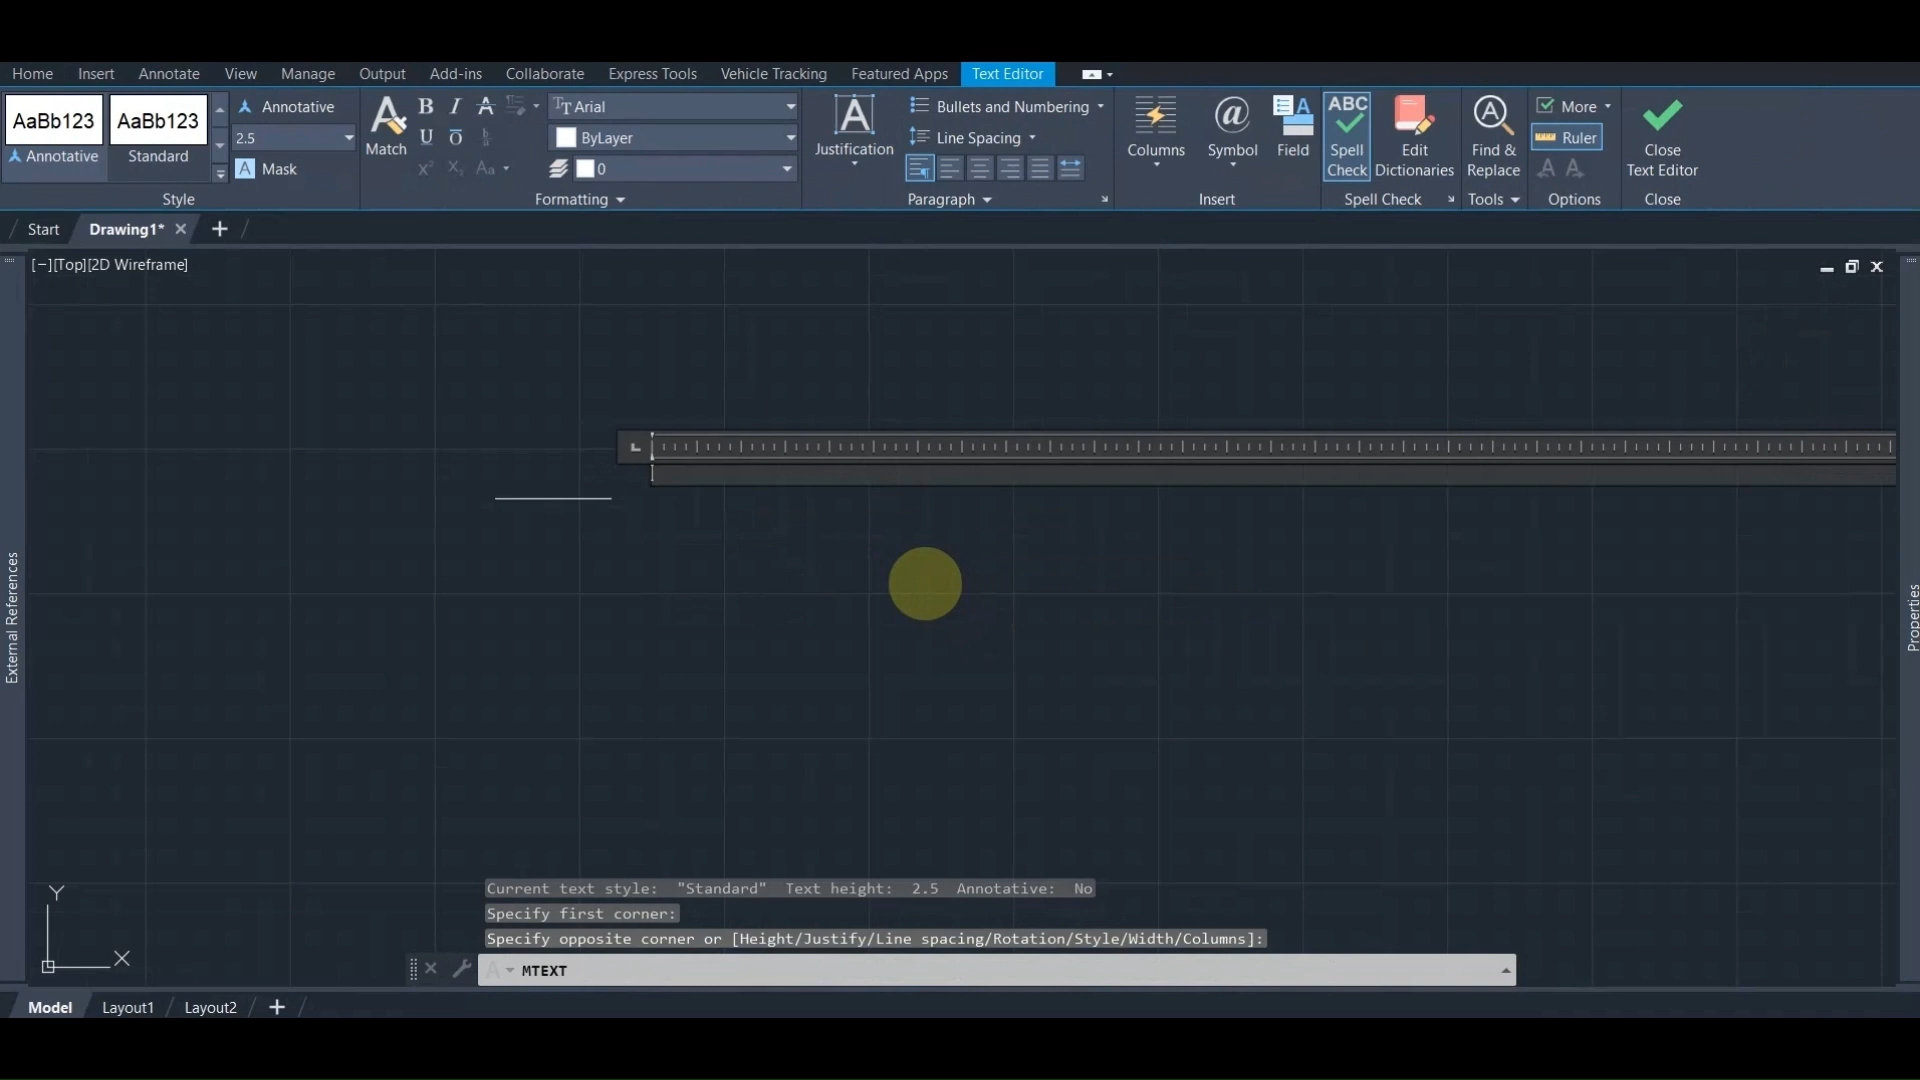 Home Insert Annotate View Manage Output Add-ins Collaborate Express Tools Vehicle Tracking Featured Apps Text Editor
AaBb123 AaBb123 Annotative Match B I A Arial Justification Bullets and Numbering Columns Symbol Field ABC Spell Check Edit Dictionaries Find & Replace More Close Text Editor
Annotative Standard 2.5 U O ByLayer Line Spacing Ruler
Mask X² X₂ Aa 0
Style Formatting Paragraph Insert Spell Check Tools Options Close
Start Drawing1*
[−][Top][2D Wireframe]
External References
Properties
Y
X
Current text style: "Standard" Text height: 2.5 Annotative: No
Specify first corner:
Specify opposite corner or [Height/Justify/Line spacing/Rotation/Style/Width/Columns]:
MTEXT
Model Layout1 Layout2